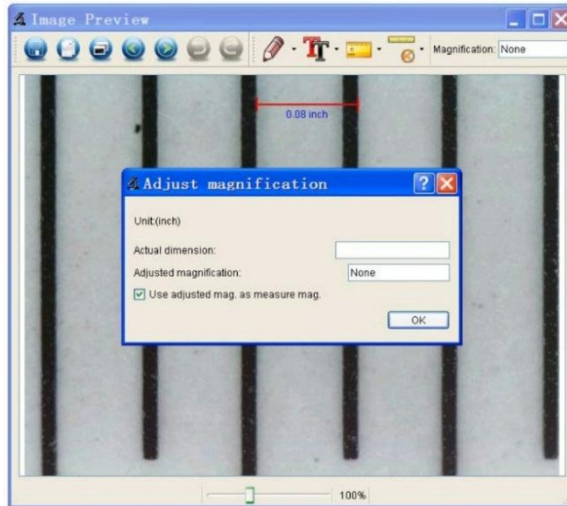 Image Preview
Magnification: None
0.08 inch
Adjust magnification
Unit:(inch)
Actual dimension:
Adjusted magnification: None
Use adjusted mag. as measure mag.
OK
100%